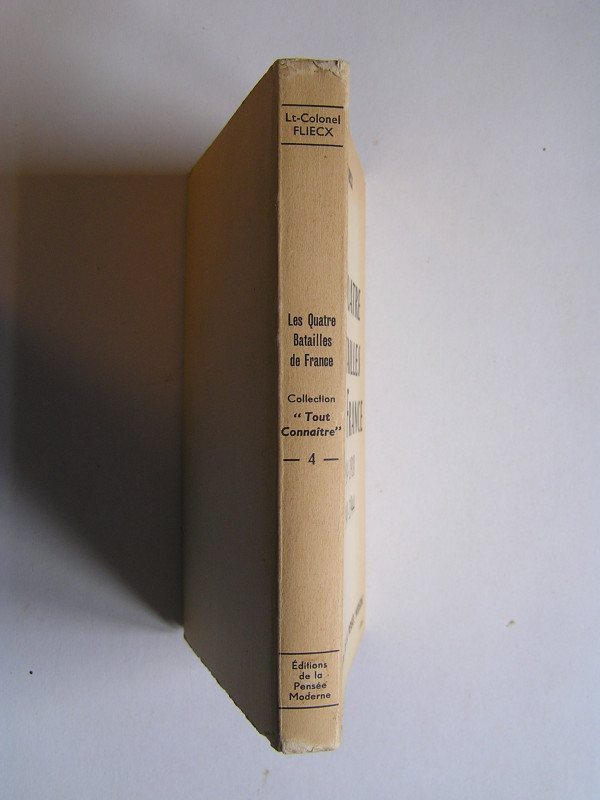 Lt-Colonel
FLIECX
Les Quatre
Batailles
de France
Collection
“ Tout
Connaître”
— 4 —
Éditions
de la
Pensée
Moderne